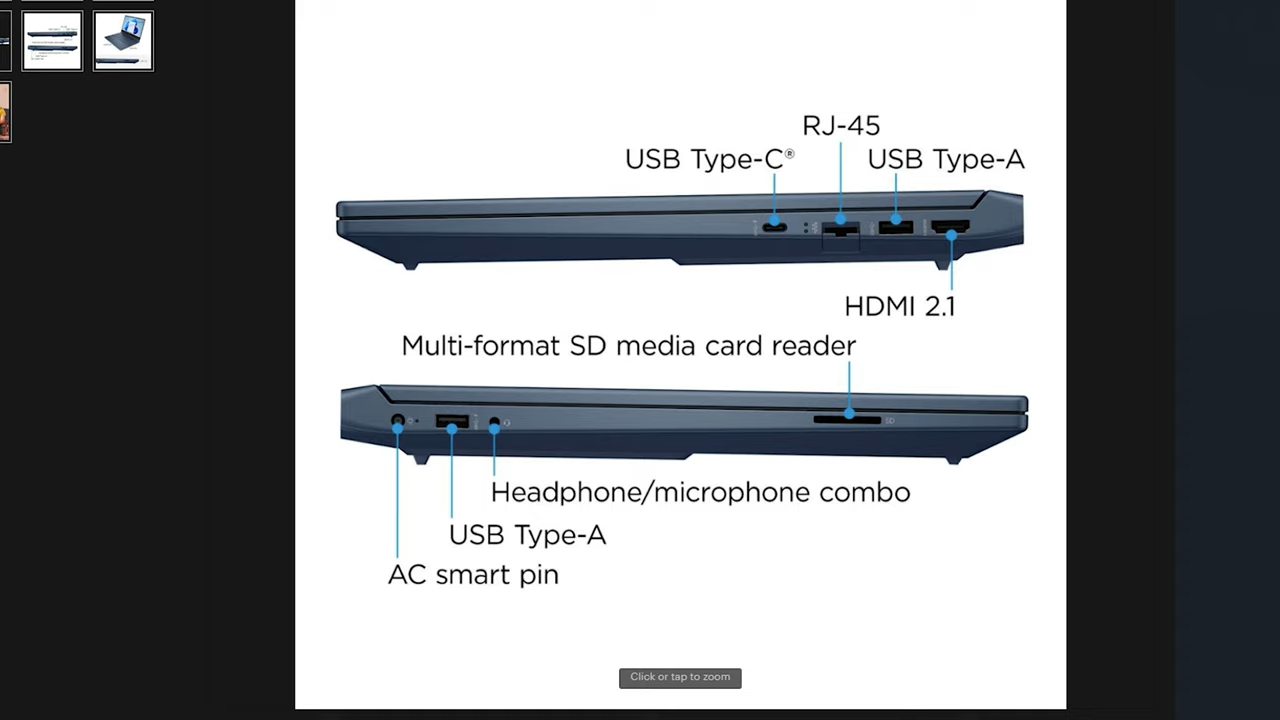 RJ-45
USB Type-C® USB Type-A
HDMI 2.1
Multi-format SD media card reader
Headphone/microphone combo
USB Type-A
AC smart pin
Click or tap to zoom